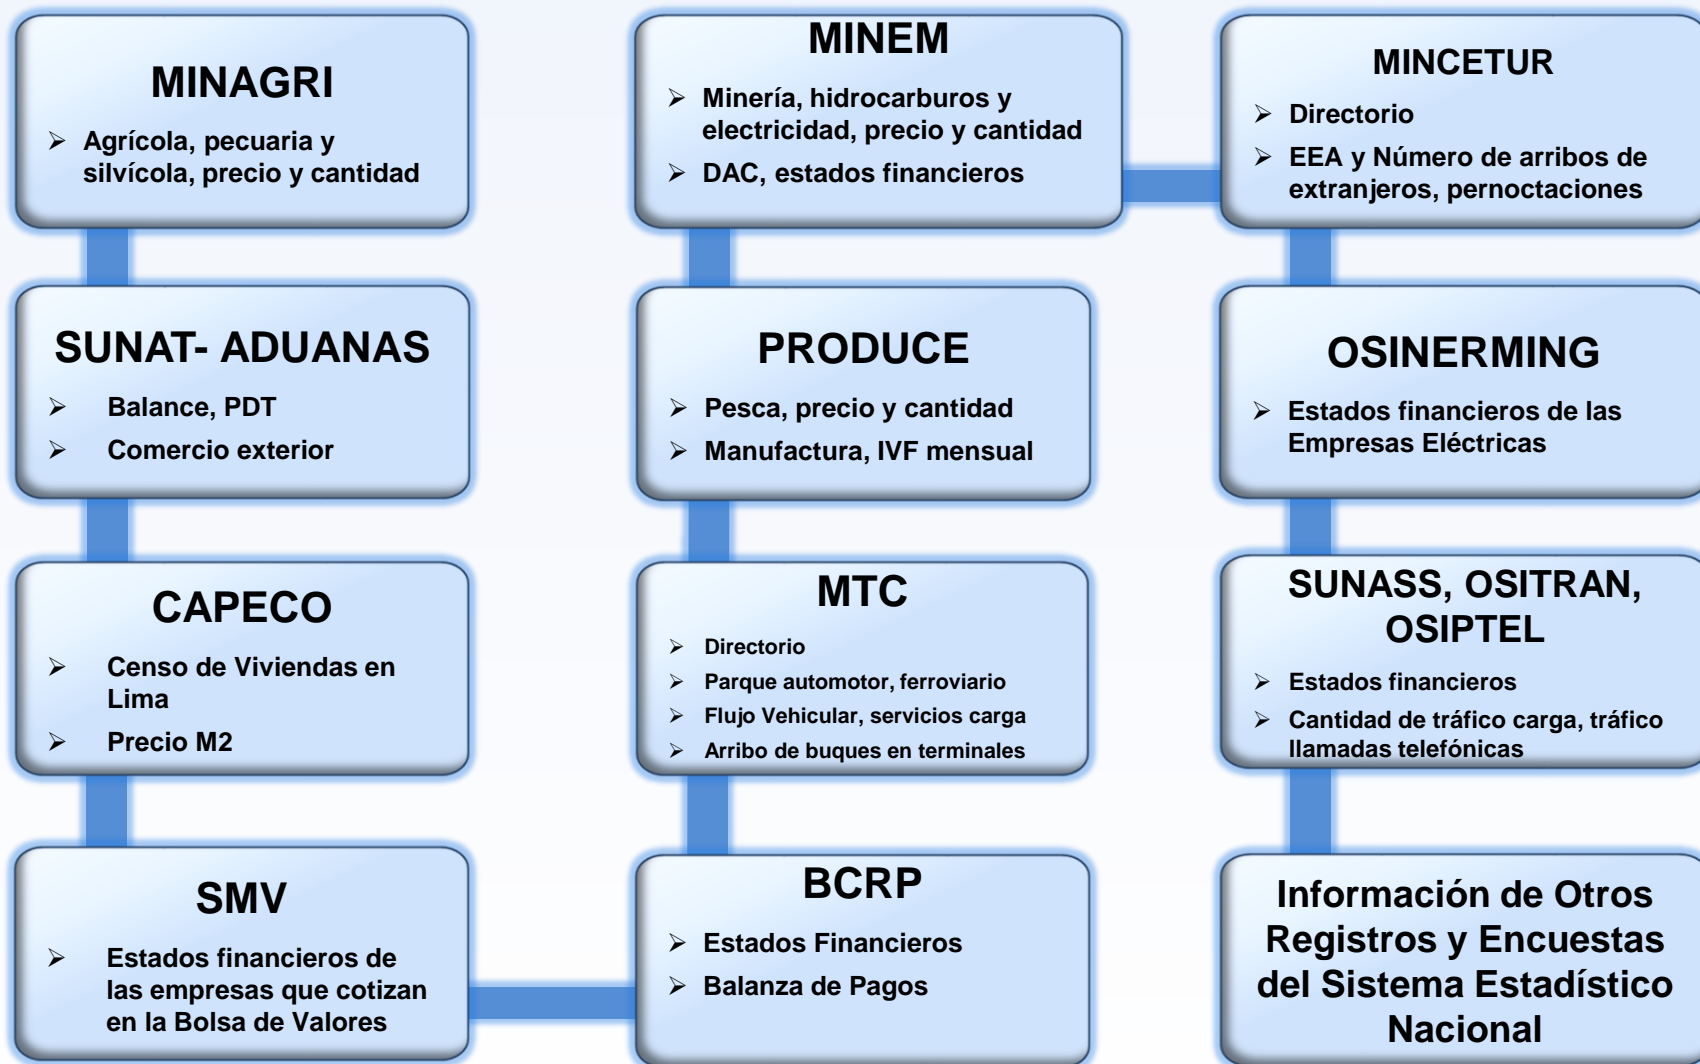 MINAGRI
➢ Agrícola, pecuaria y
silvícola, precio y cantidad
SUNAT- ADUANAS
➢ Balance, PDT
➢ Comercio exterior
CAPECO
➢ Censo de Viviendas en
Lima
➢ Precio M2
SMV
➢ Estados financieros de
las empresas que cotizan
en la Bolsa de Valores
BCRP
➢ Estados Financieros
➢ Balanza de Pagos
MTC
➢ Directorio
➢ Parque automotor, ferroviario
➢ Flujo Vehicular, servicios carga
➢ Arribo de buques en terminales
PRODUCE
➢ Pesca, precio y cantidad
➢ Manufactura, IVF mensual
MINEM
➢ Minería, hidrocarburos y
electricidad, precio y cantidad
➢ DAC, estados financieros
MINCETUR
➢ Directorio
➢ EEA y Número de arribos de
extranjeros, pernoctaciones
OSINERMING
➢ Estados financieros de las
Empresas Eléctricas
SUNASS, OSITRAN,
OSIPTEL
➢ Estados financieros
➢ Cantidad de tráfico carga, tráfico
llamadas telefónicas
Información de Otros
Registros y Encuestas
del Sistema Estadístico
Nacional